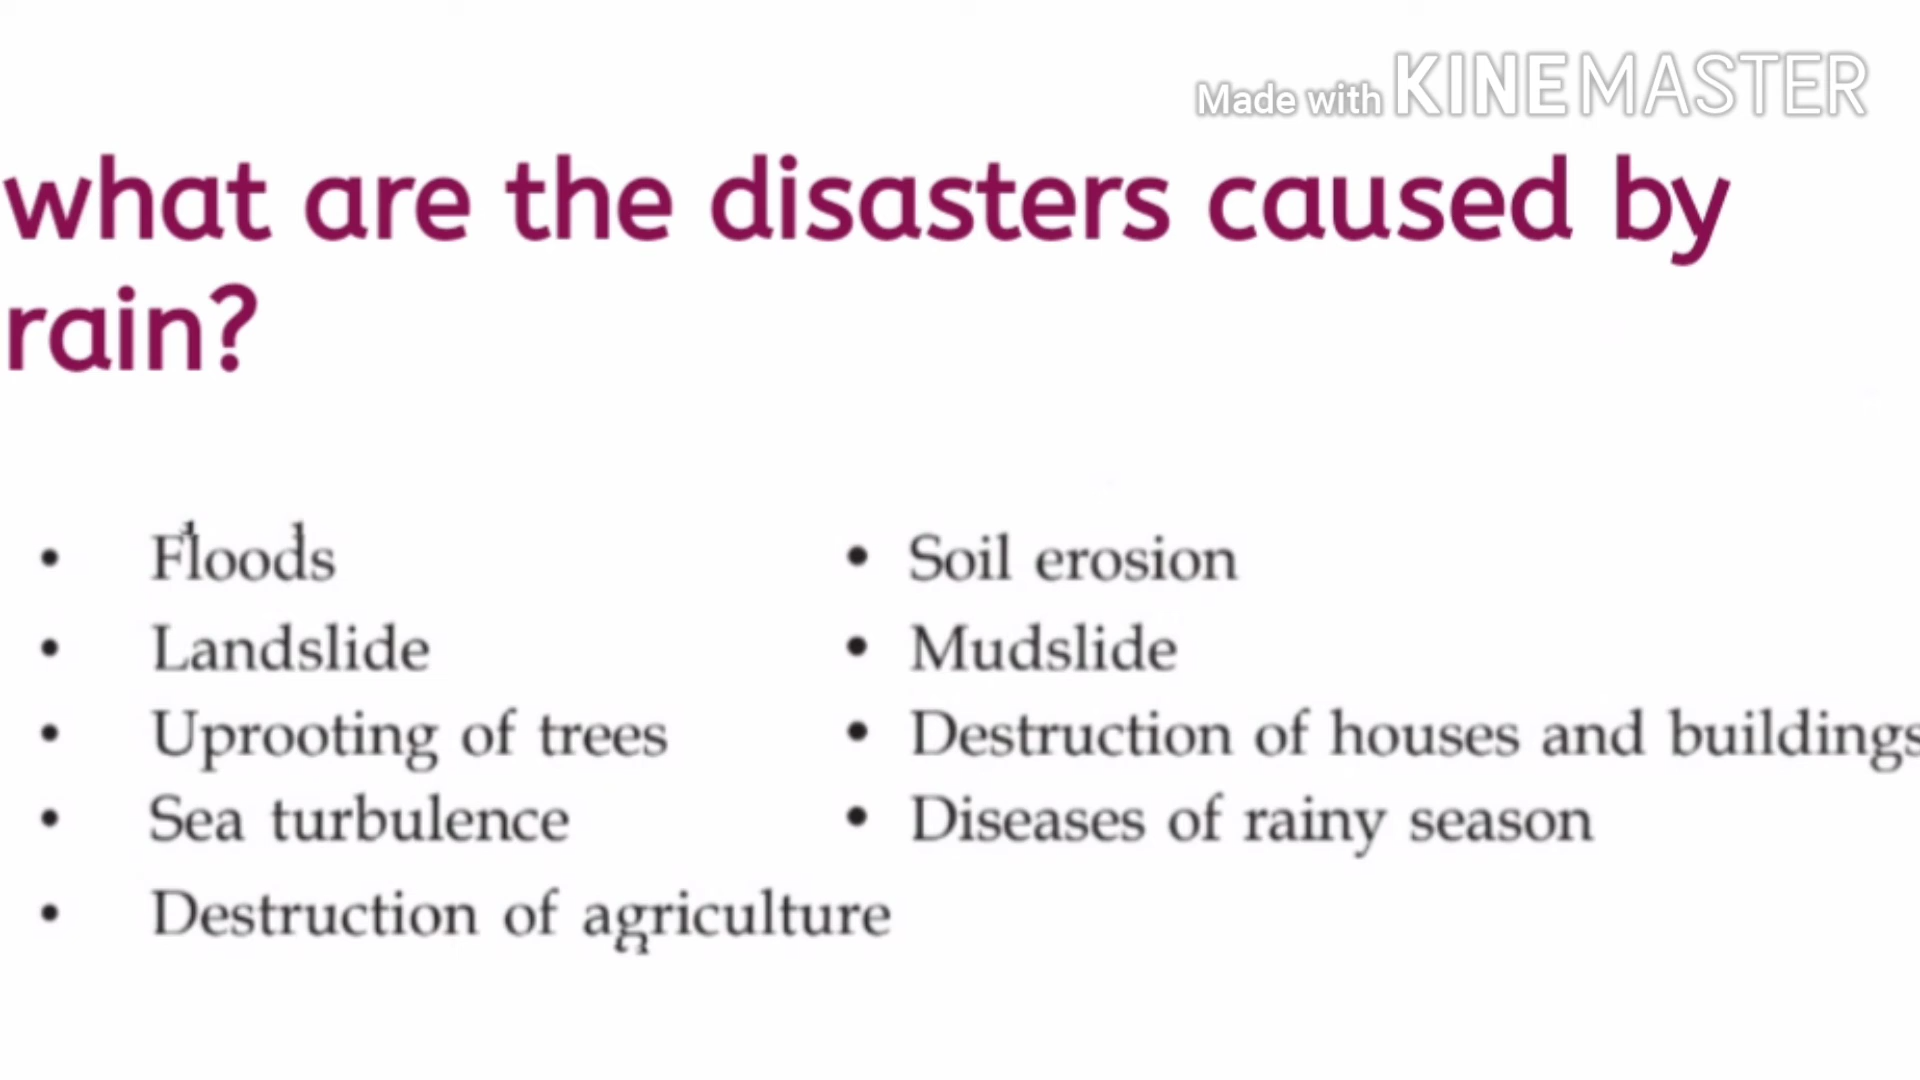 Made with KINEMASTER
what are the disasters caused by
rain?
• Floods
• Landslide
• Uprooting of trees
• Sea turbulence
• Destruction of agriculture
• Soil erosion
• Mudslide
• Destruction of houses and buildings
• Diseases of rainy season